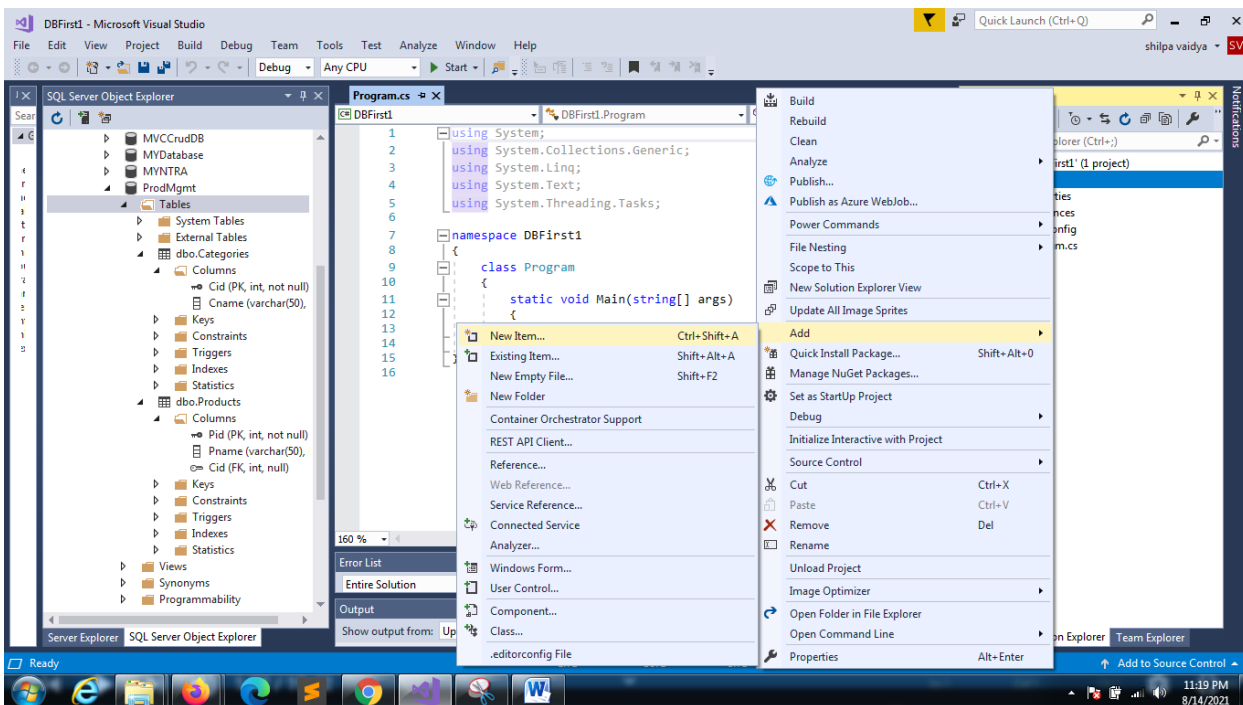 DBFirst1 - Microsoft Visual Studio
Quick Launch (Ctrl+Q)
File Edit View Project Build Debug Team Tools Test Analyze Window Help
shilpa vaidya SV
Debug Any CPU Start
SQL Server Object Explorer
MVCCrudDB
MYDatabase
MYNTRA
ProdMgmt
Tables
System Tables
External Tables
dbo.Categories
Columns
Cid (PK, int, not null)
Cname (varchar(50),
Keys
Constraints
Triggers
Indexes
Statistics
dbo.Products
Columns
Pid (PK, int, not null)
Pname (varchar(50),
Cid (FK, int, null)
Keys
Constraints
Triggers
Indexes
Statistics
Views
Synonyms
Programmability
Server Explorer SQL Server Object Explorer
Program.cs
DBFirst1 DBFirst1.Program
1 using System;
2 using System.Collections.Generic;
3 using System.Linq;
4 using System.Text;
5 using System.Threading.Tasks;
6
7 namespace DBFirst1
8 {
9 class Program
10 {
11 static void Main(string[] args)
12 {
13
14
15 }
16
160 %
Error List
Entire Solution
Output
Show output from: Up
New Item... Ctrl+Shift+A
Existing Item... Shift+Alt+A
New Empty File... Shift+F2
New Folder
Container Orchestrator Support
REST API Client...
Reference...
Web Reference...
Service Reference...
Connected Service
Analyzer...
Windows Form...
User Control...
Component...
Class...
.editorconfig File
Build
Rebuild
Clean
Analyze
Publish...
Publish as Azure WebJob...
Power Commands
File Nesting
Scope to This
New Solution Explorer View
Update All Image Sprites
Add
Quick Install Package... Shift+Alt+0
Manage NuGet Packages...
Set as StartUp Project
Debug
Initialize Interactive with Project
Source Control
Cut Ctrl+X
Paste Ctrl+V
Remove Del
Rename
Unload Project
Image Optimizer
Open Folder in File Explorer
Open Command Line
Properties Alt+Enter
plorer (Ctrl+;)
irst1' (1 project)
ties
nces
onfig
m.cs
on Explorer Team Explorer
Notifications
Ready
Add to Source Control
11:19 PM
8/14/2021